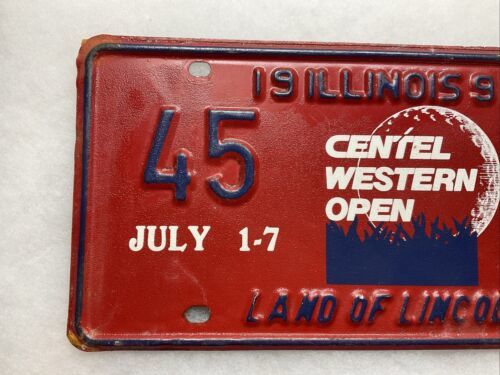 19 ILLINOIS 9
45
CENTEL
WESTERN
OPEN
JULY 1-7
LAND OF LINCOL